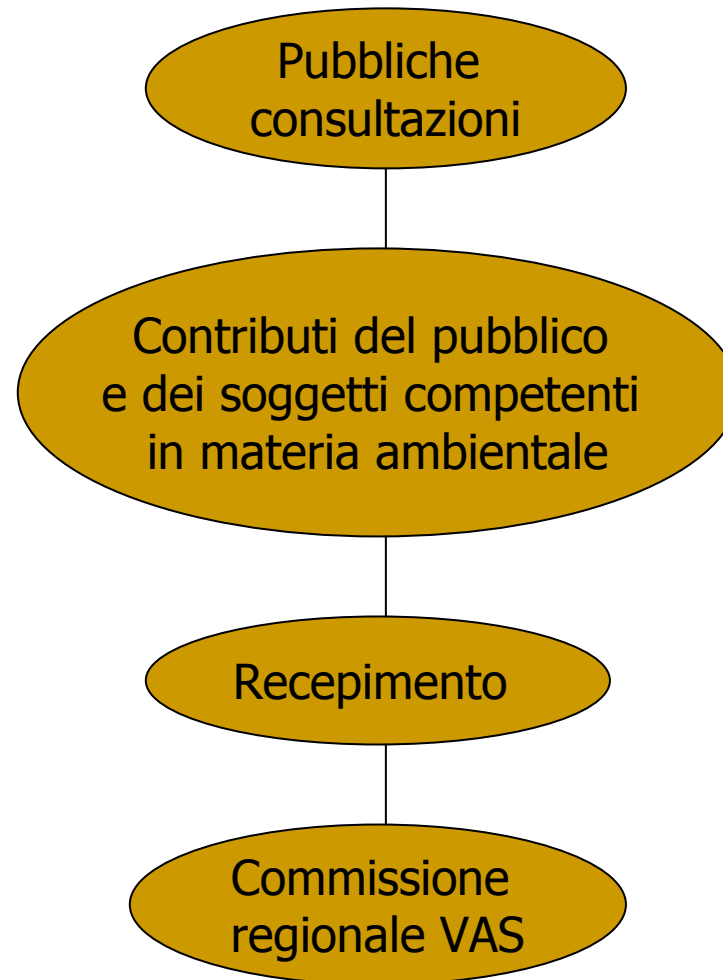 Pubbliche
consultazioni
Contributi del pubblico
e dei soggetti competenti
in materia ambientale
Recepimento
Commissione
regionale VAS